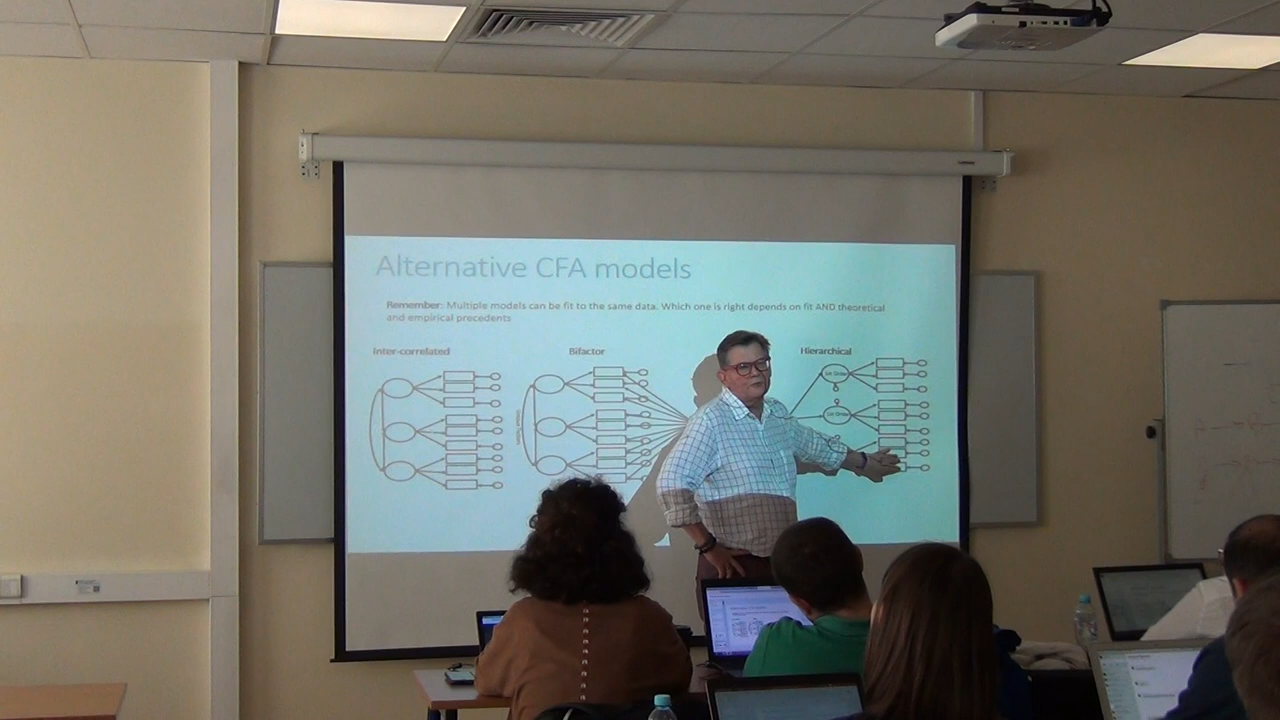 Alternative CFA models
Remember: Multiple models can be fit to the same data. Which one is right depends on fit AND theoretical
and empirical precedents
Inter-correlated
Bifactor
Hierarchical